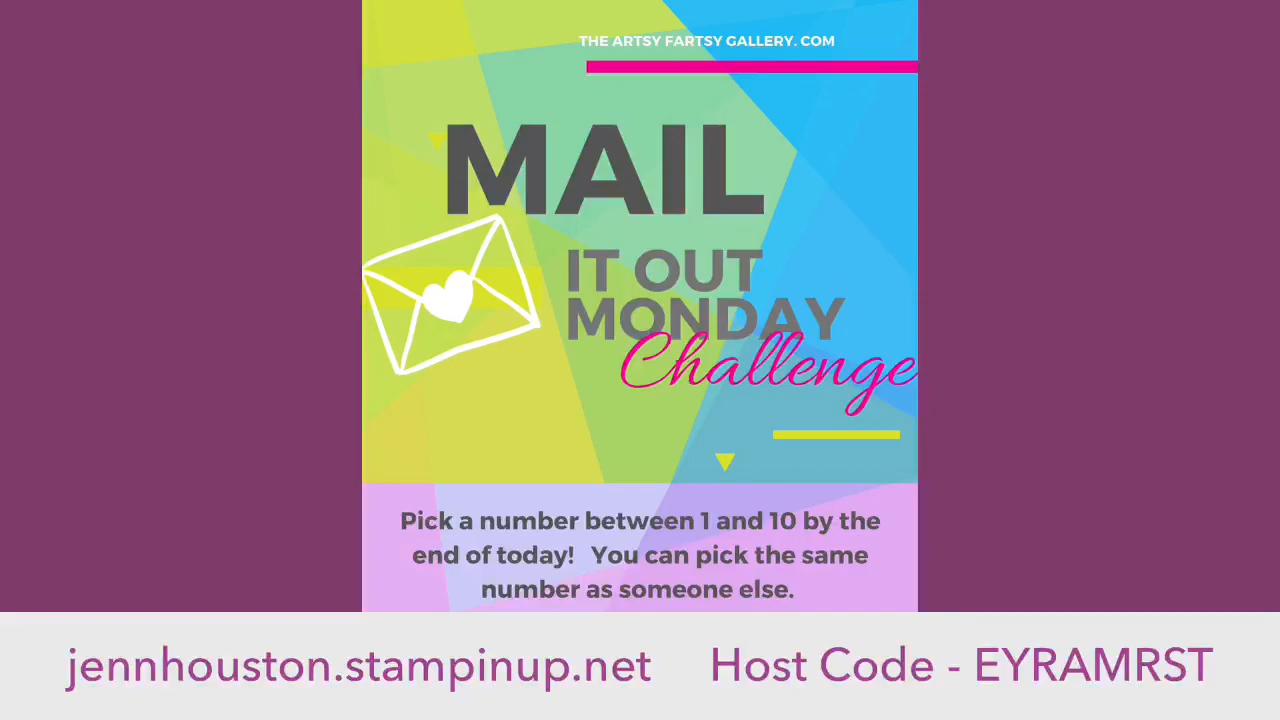 THE ARTSY FARTSY GALLERY. COM
MAIL
IT OUT
MONDAY
Challenge
Pick a number between 1 and 10 by the
end of today! You can pick the same
number as someone else.
jennhouston.stampinup.net Host Code - EYRAMRST